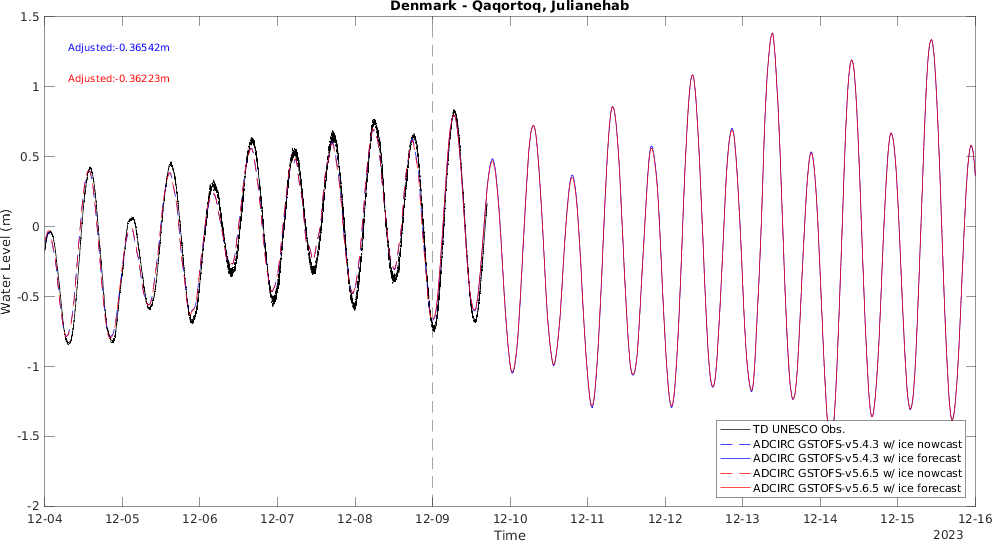 Denmark - Qaqortoq, Julianehab
Adjusted:-0.36542m
Adjusted:-0.36223m
Water Level (m)
1.5
1
0.5
0
-0.5
-1
-1.5
-2
TD UNESCO Obs.
ADCIRC GSTOFS-v5.4.3 w/ ice nowcast
ADCIRC GSTOFS-v5.4.3 w/ ice forecast
ADCIRC GSTOFS-v5.6.5 w/ ice nowcast
ADCIRC GSTOFS-v5.6.5 w/ ice forecast
12-04 12-05 12-06 12-07 12-08 12-09 12-10 12-11 12-12 12-13 12-14 12-15 12-16
Time
2023